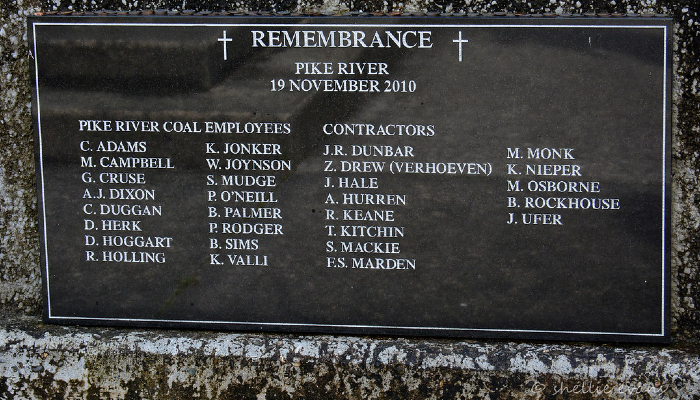 REMEMBRANCE
PIKE RIVER
19 NOVEMBER 2010
PIKE RIVER COAL EMPLOYEES
C. ADAMS
M. CAMPBELL
G. CRUSE
A.J. DIXON
C. DUGGAN
D. HERK
D. HOGGART
R. HOLLING
K. JONKER
W. JOYNSON
S. MUDGE
P. O'NEILL
B. PALMER
P. RODGER
B. SIMS
K. VALLI
CONTRACTORS
J.R. DUNBAR
Z. DREW (VERHOEVEN)
J. HALE
A. HURREN
R. KEANE
T. KITCHIN
S. MACKIE
F.S. MARDEN
M. MONK
K. NIEPER
M. OSBORNE
B. ROCKHOUSE
J. UFER
© shellie